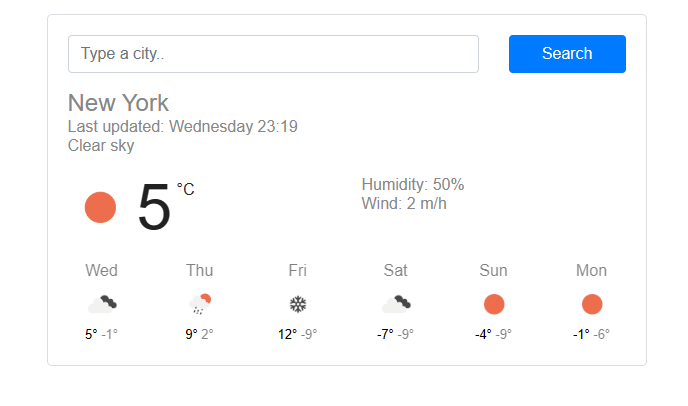 Type a city..
Search
New York
Last updated: Wednesday 23:19
Clear sky
5 °C
Humidity: 50%
Wind: 2 m/h
Wed Thu Fri Sat Sun Mon
5° -1° 9° 2° 12° -9° -7° -9° -4° -9° -1° -6°